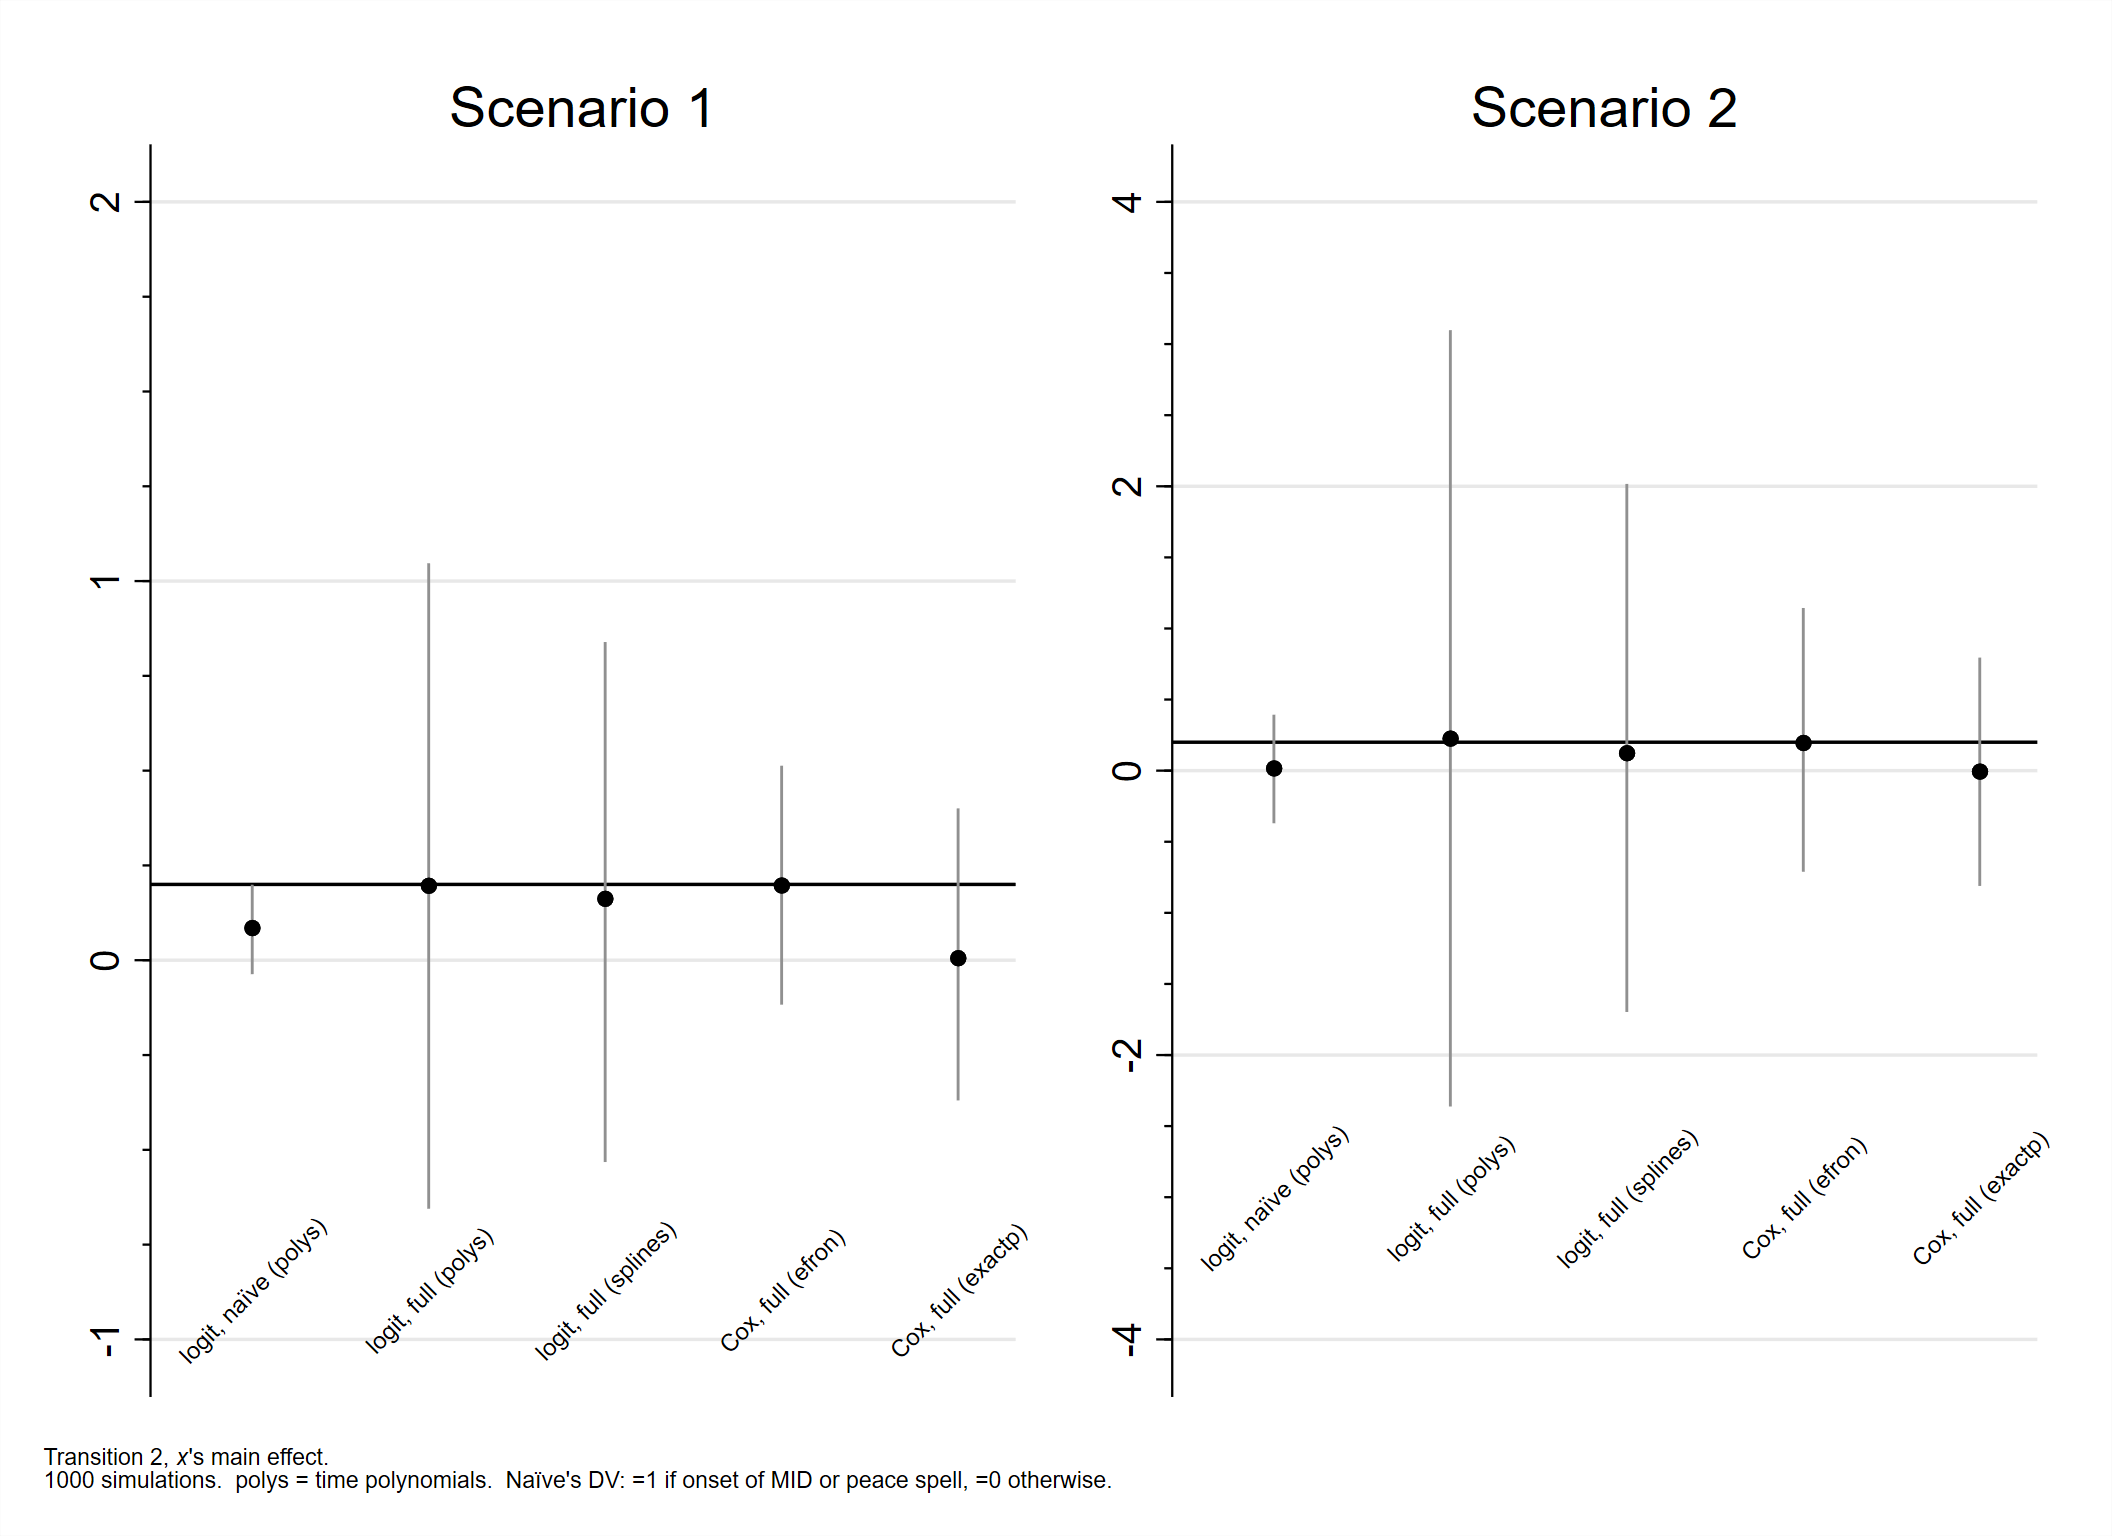 Scenario 1
2
1
0
-1
logit, naïve (polys)
logit, full (polys)
logit, full (splines)
Cox, full (efron)
Cox, full (exactp)
Scenario 2
4
2
0
-2
-4
logit, naïve (polys)
logit, full (polys)
logit, full (splines)
Cox, full (efron)
Cox, full (exactp)
Transition 2, x's main effect.
1000 simulations.  polys = time polynomials.  Naïve's DV: =1 if onset of MID or peace spell, =0 otherwise.